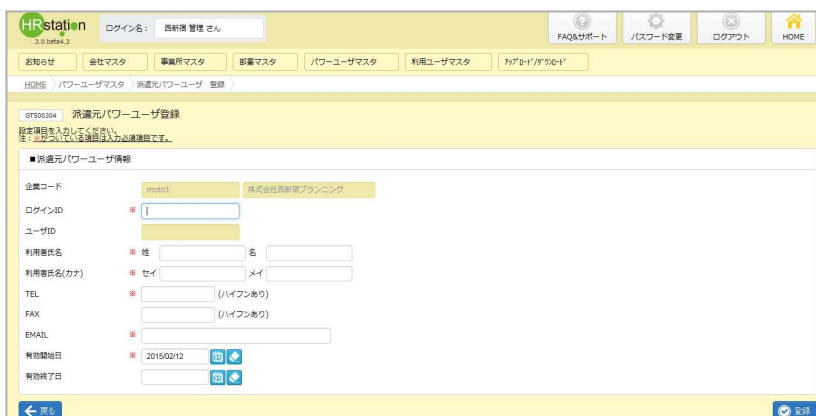 HRstation
3.0.beta4.3
ログイン名： 西新宿 管理 さん
FAQ&サポート パスワード変更 ログアウト HOME
お知らせ 会社マスタ 事業所マスタ 部署マスタ パワーユーザマスタ 利用ユーザマスタ ｱｯﾌﾟﾛｰﾄﾞ/ﾀﾞｳﾝﾛｰﾄﾞ
HOME パワーユーザマスタ 派遣元パワーユーザ 登録
GTS00304 派遣元パワーユーザ登録
設定項目を入力してください。
注：※がついている項目は入力必須項目です。
■派遣元パワーユーザ情報
企業コード moto1 株式会社西新宿プランニング
ログインID ※
ユーザID
利用者氏名 ※ 姓 名
利用者氏名(カナ) ※ セイ メイ
TEL ※ (ハイフンあり)
FAX (ハイフンあり)
EMAIL ※
有効開始日 ※ 2015/02/12
有効終了日
戻る 登録